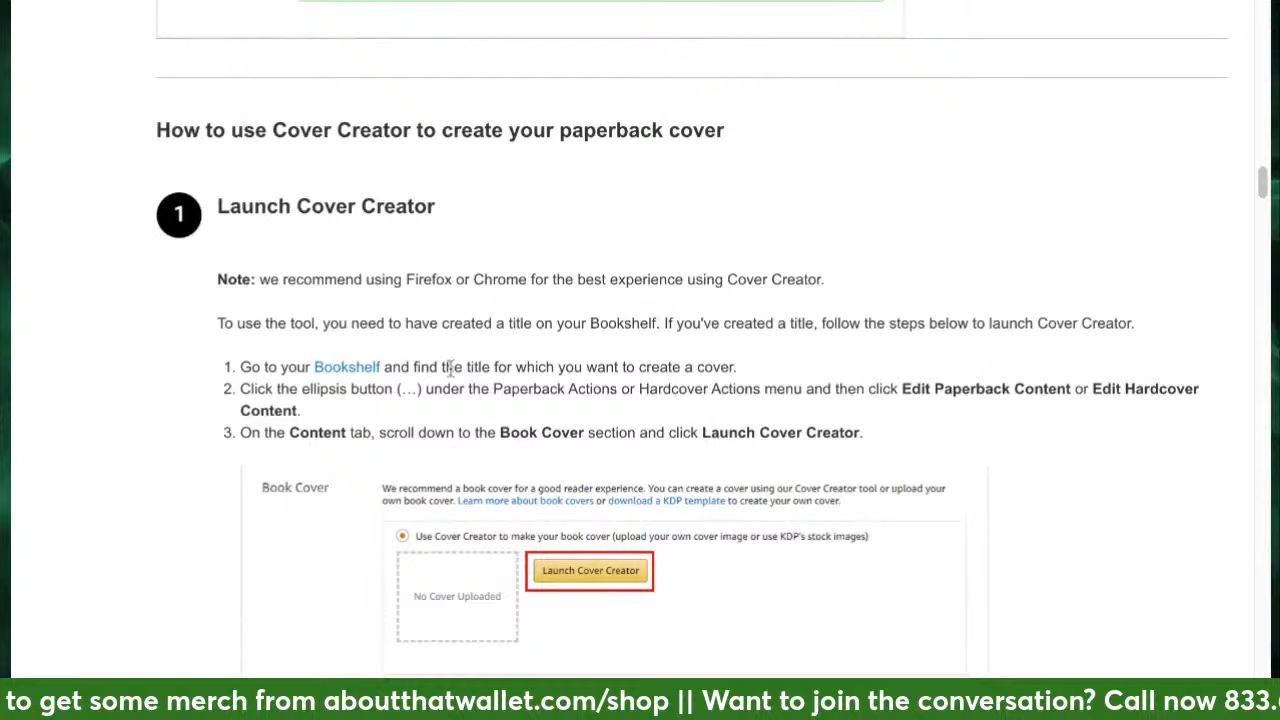 How to use Cover Creator to create your paperback cover
1
Launch Cover Creator
Note: we recommend using Firefox or Chrome for the best experience using Cover Creator.
To use the tool, you need to have created a title on your Bookshelf. If you've created a title, follow the steps below to launch Cover Creator.
1. Go to your Bookshelf and find the title for which you want to create a cover.
2. Click the ellipsis button (…) under the Paperback Actions or Hardcover Actions menu and then click Edit Paperback Content or Edit Hardcover
Content.
3. On the Content tab, scroll down to the Book Cover section and click Launch Cover Creator.
Book Cover
We recommend a book cover for a good reader experience. You can create a cover using our Cover Creator tool or upload your
own book cover. Learn more about book covers or download a KDP template to create your own cover.
Use Cover Creator to make your book cover (upload your own cover image or use KDP's stock images)
Launch Cover Creator
No Cover Uploaded
to get some merch from aboutthatwallet.com/shop || Want to join the conversation? Call now 833.